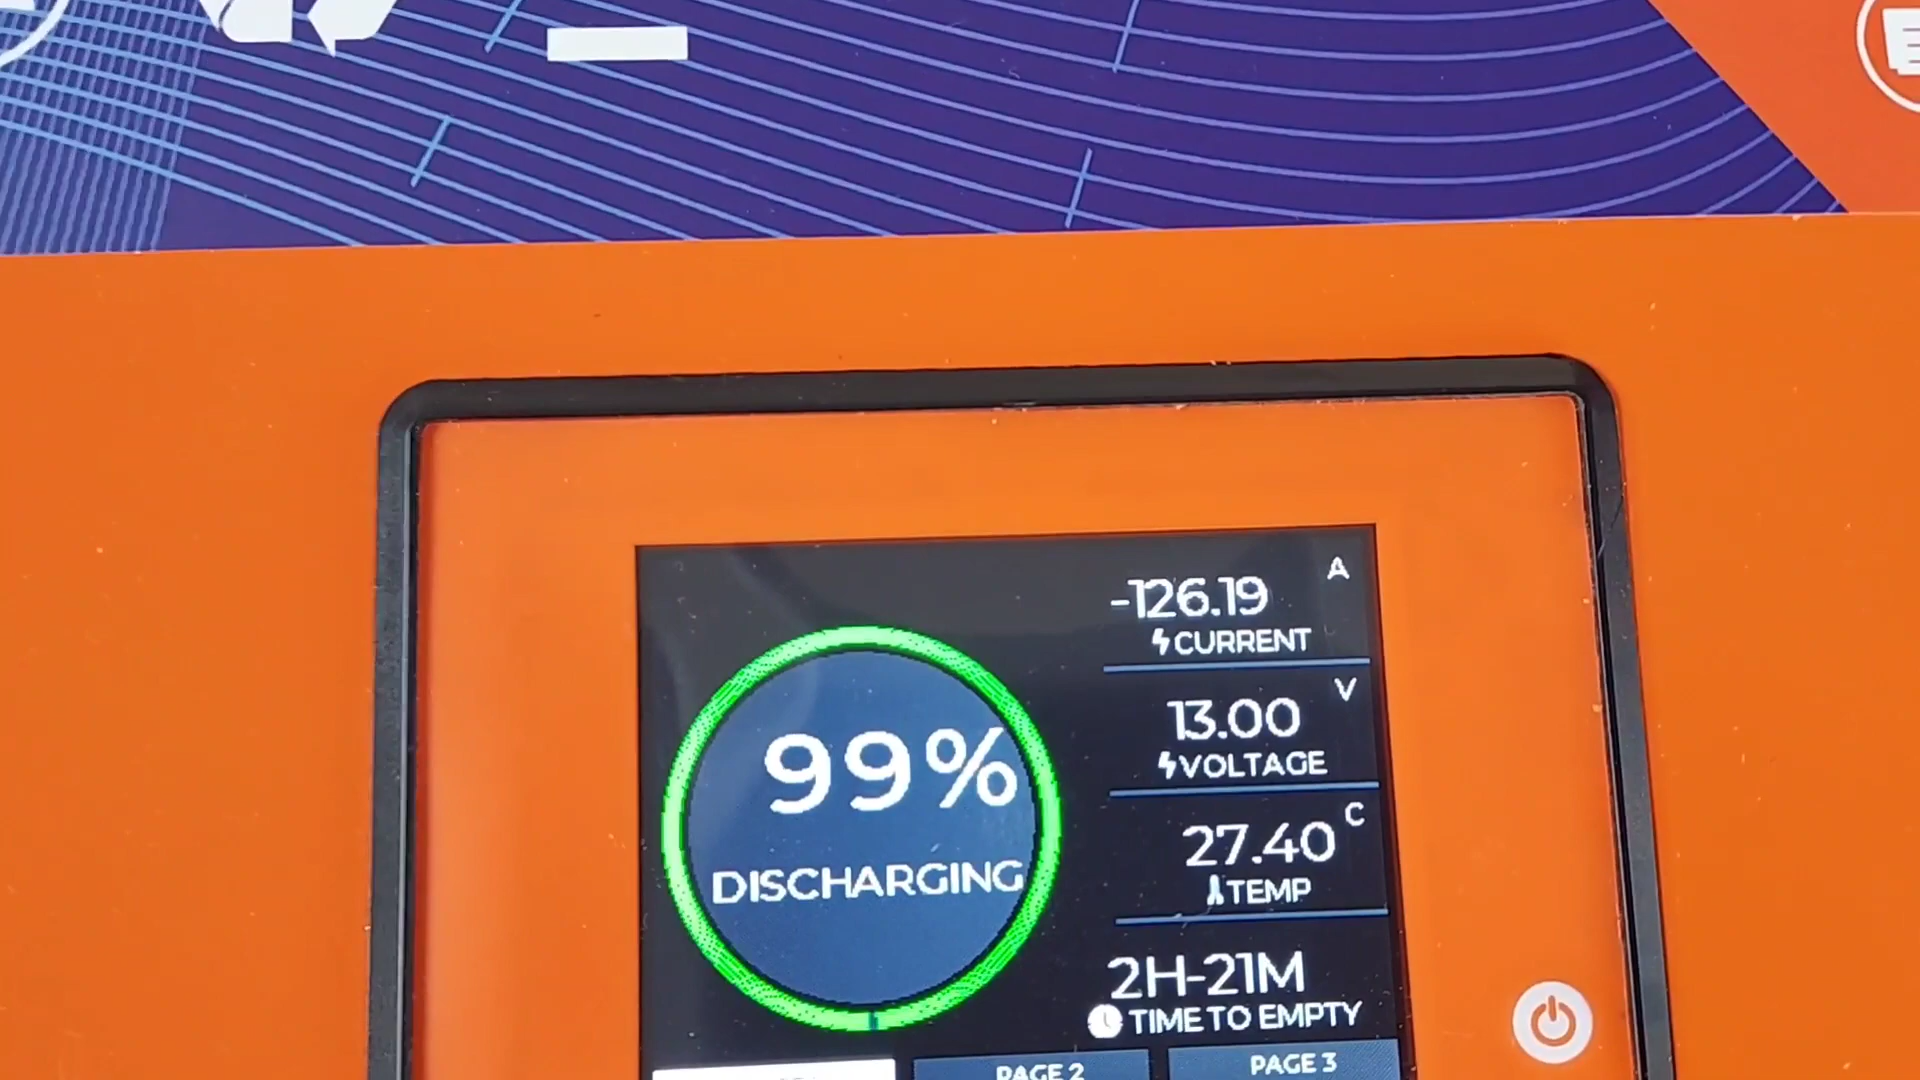 A
-126.19
CURRENT
V
13.00
VOLTAGE
99%
DISCHARGING
C
27.40
TEMP
2H-21M
TIME TO EMPTY
PAGE 2
PAGE 3